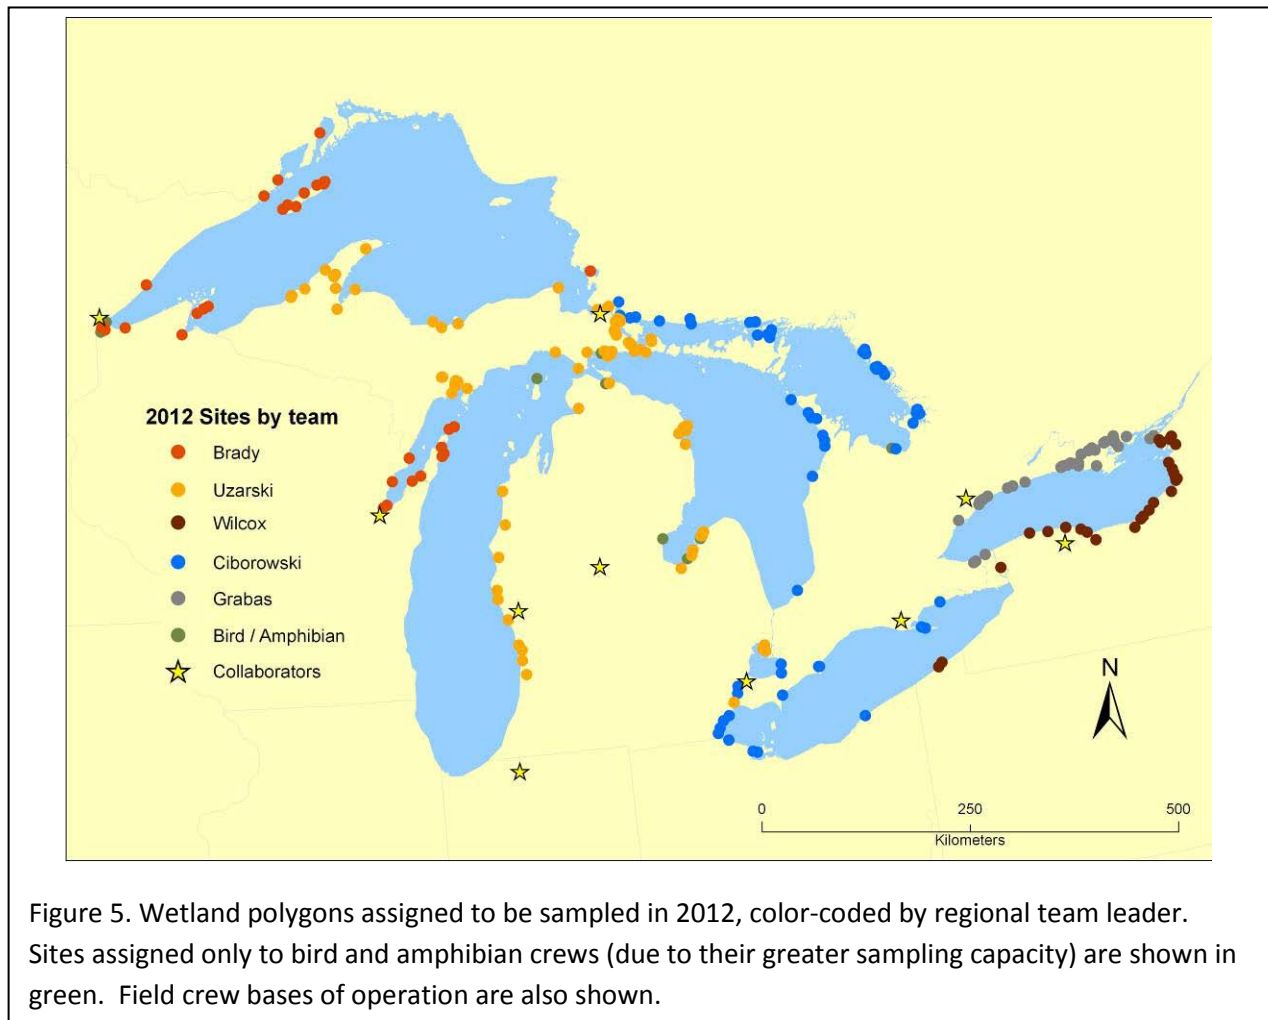 2012 Sites by team
Brady
Uzarski
Wilcox
Ciborowski
Grabas
Bird / Amphibian
Collaborators
N
0 250 500
Kilometers
Figure 5. Wetland polygons assigned to be sampled in 2012, color-coded by regional team leader.
Sites assigned only to bird and amphibian crews (due to their greater sampling capacity) are shown in
green.  Field crew bases of operation are also shown.